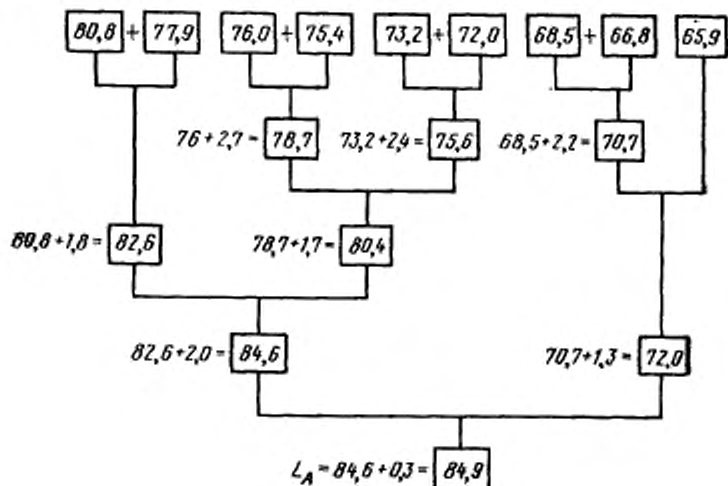 80,8 + 77,9 76,0 + 75,4 73,2 + 72,0 68,5 + 66,8 65,9
76+2,7= 78,7 73,2+2,4= 75,6 68,5+2,2= 70,7
80,8+1,8= 82,6 78,7+1,7= 80,4
82,6+2,0= 84,6 70,7+1,3= 72,0
L_A = 84,6+0,3= 84,9